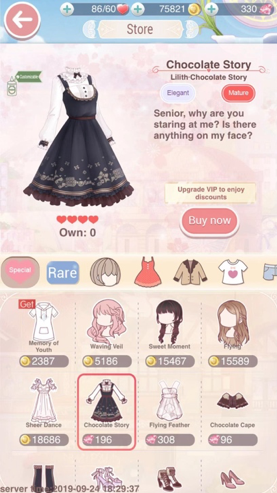 86/60
75821
330
Store
Customizable
Chocolate Story
Lilith·Chocolate Story
Elegant
Mature
Senior, why are
you staring at me? Is there
anything on my face?
Own: 0
Upgrade VIP to enjoy
discounts
Buy now
Special
Rare
Get
Memory of
Youth
Waving Veil
Sweet Moment
Flying
2387
5186
15467
15589
Sheer Dance
Chocolate Story
Flying Feather
Chocolate Cape
18686
196
308
96
server time:2019-09-24 18:29:37